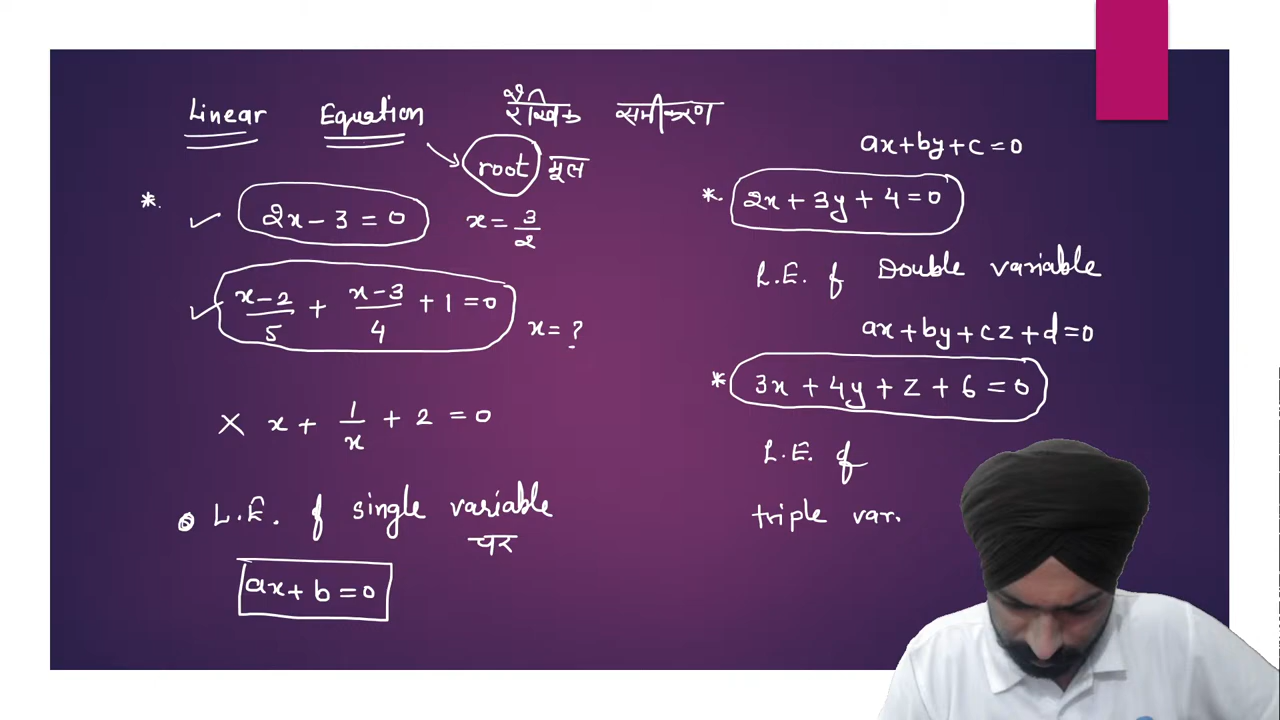 Linear Equation रैखिक समीकरण
root मूल
* ✓ 2x - 3 = 0 x = 3/2
✓ (x-2)/5 + (x-3)/4 + 1 = 0 x = ?
× x + 1/x + 2 = 0
L.E. of single variable
चर
ax + b = 0
ax + by + c = 0
* 2x + 3y + 4 = 0
L.E. of Double variable
ax + by + cz + d = 0
* 3x + 4y + z + 6 = 0
L.E. of
triple var.